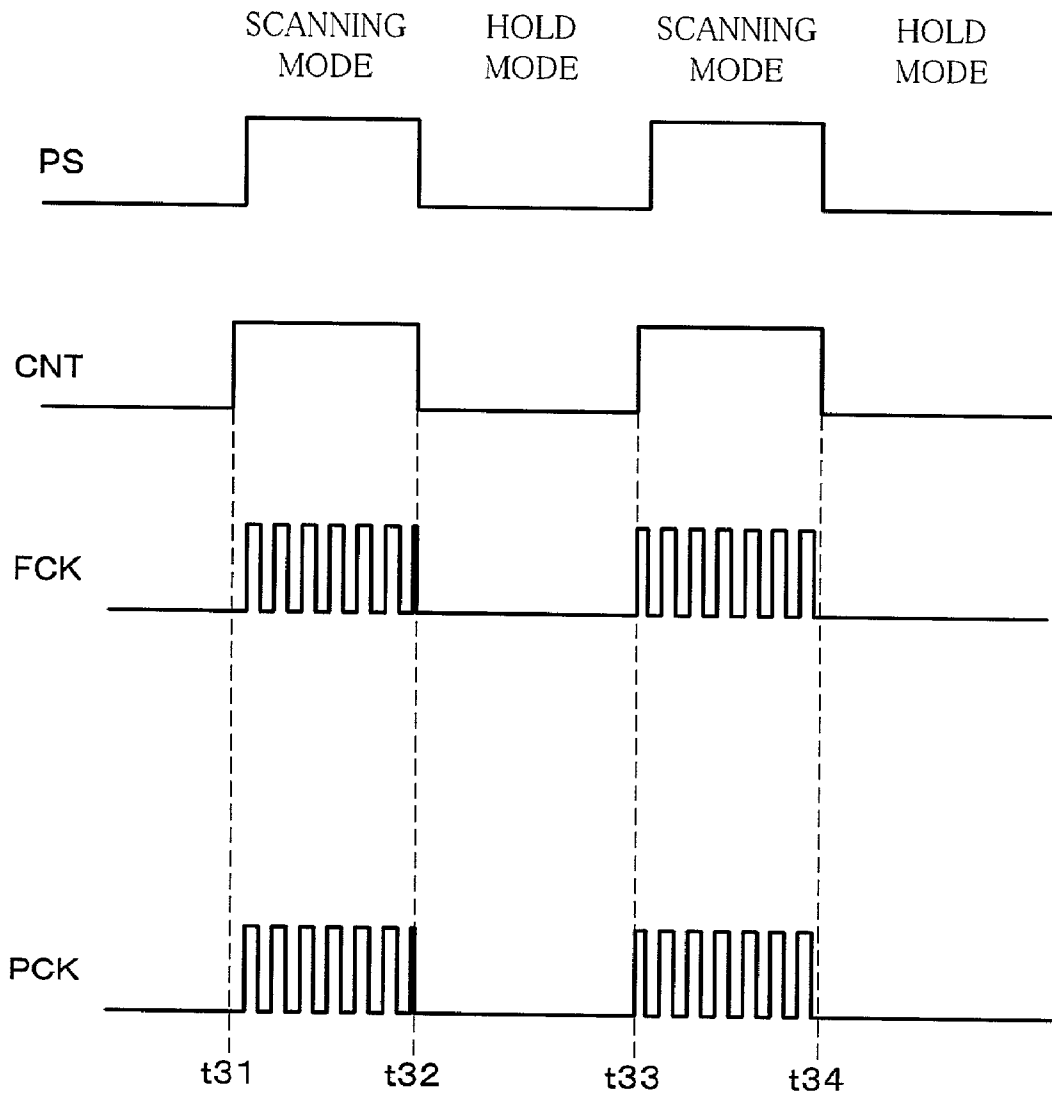 SCANNING MODE
HOLD MODE
SCANNING MODE
HOLD MODE
PS
CNT
FCK
PCK
t31
t32
t33
t34